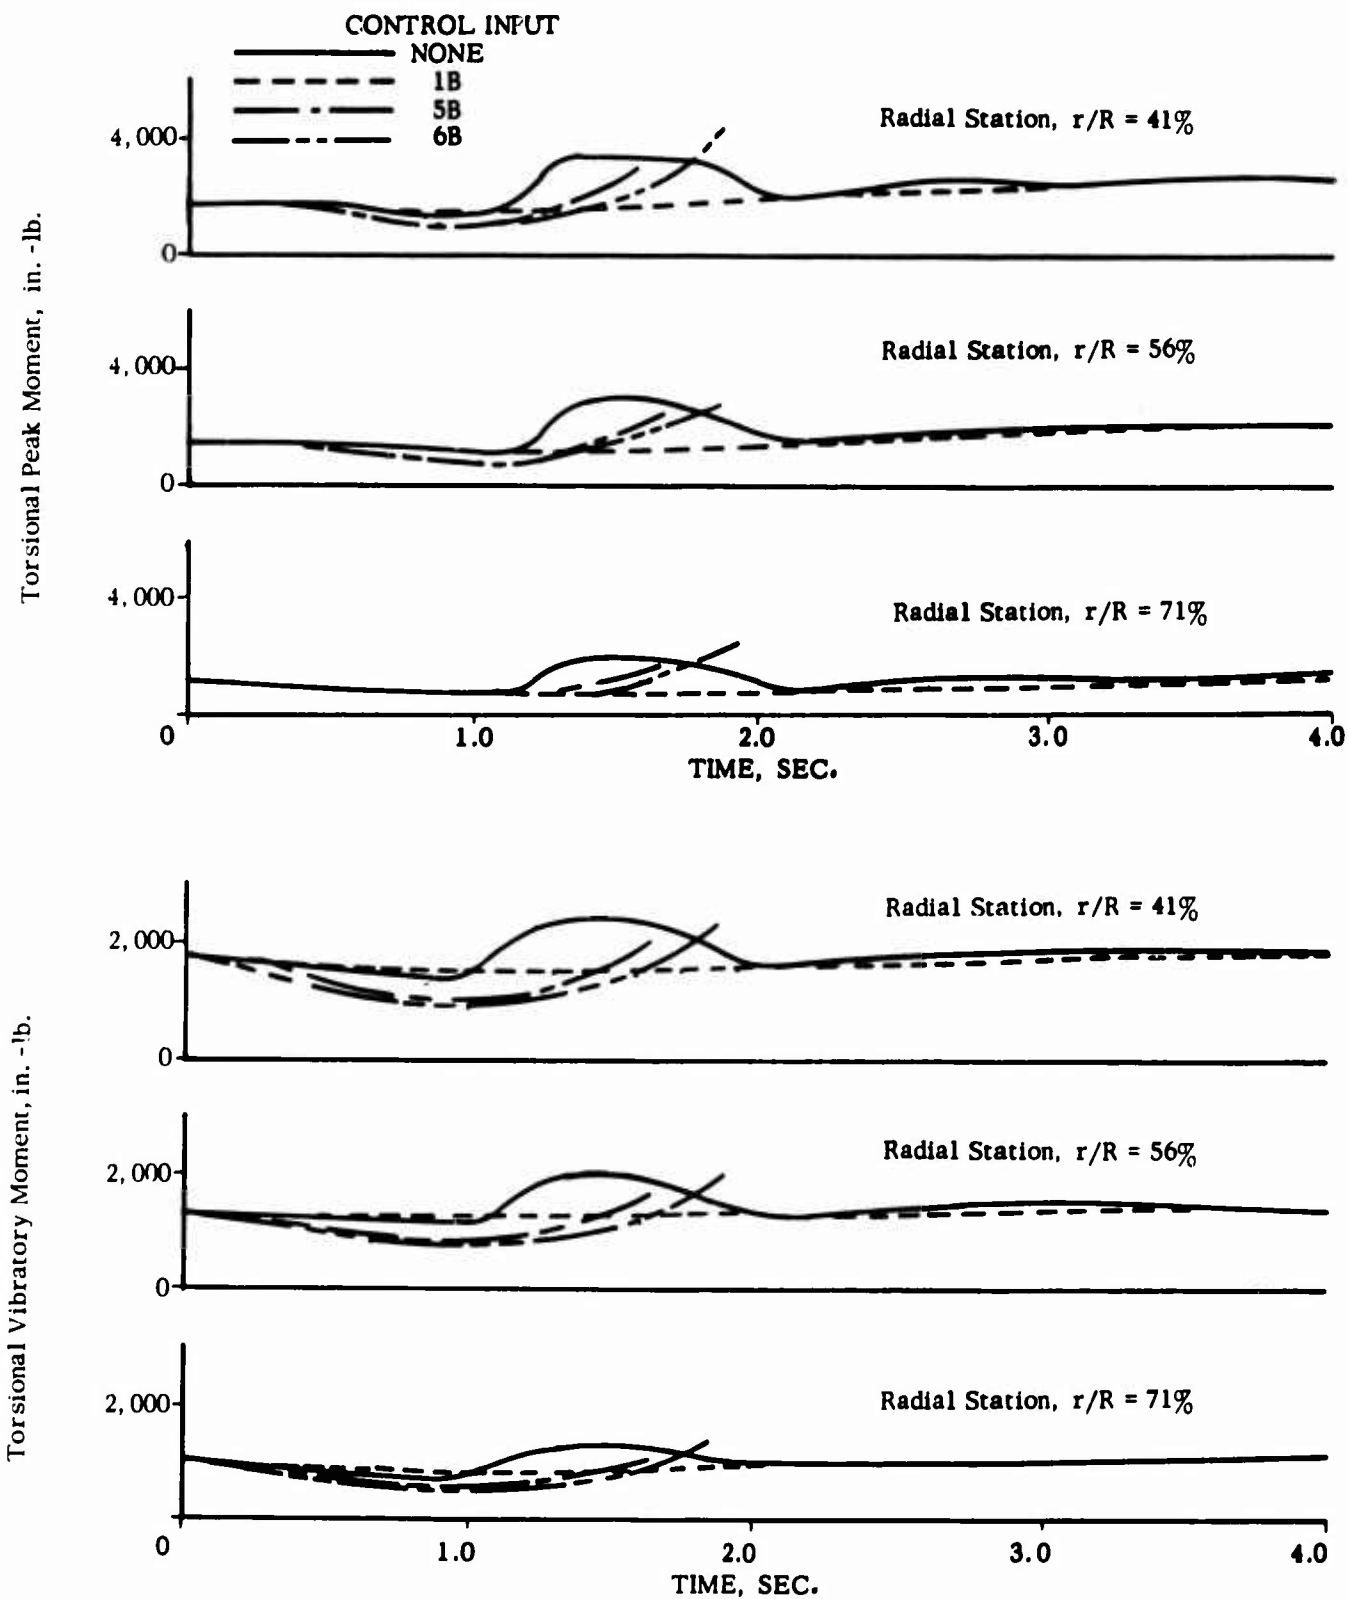 CONTROL INPUT
NONE
1B
5B
6B
Torsional Peak Moment, in. -lb.
4,000
0
Radial Station, r/R = 41%
4,000
0
Radial Station, r/R = 56%
4,000
Radial Station, r/R = 71%
0 1.0 2.0 3.0 4.0
TIME, SEC.
Torsional Vibratory Moment, in. -lb.
2,000
0
Radial Station, r/R = 41%
2,000
0
Radial Station, r/R = 56%
2,000
Radial Station, r/R = 71%
0 1.0 2.0 3.0 4.0
TIME, SEC.